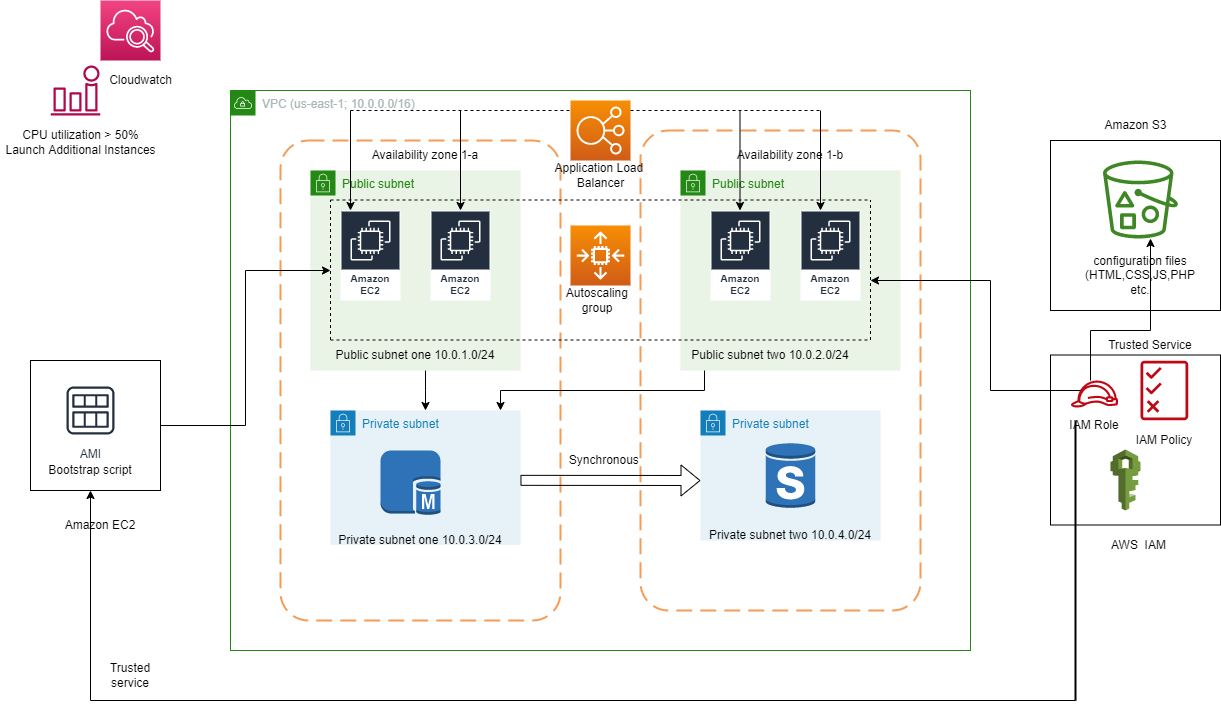 Cloudwatch
CPU utilization > 50%
Launch Additional Instances
VPC (us-east-1; 10.0.0.0/16)
Availability zone 1-a
Application Load
Balancer
Availability zone 1-b
Public subnet
Public subnet
Amazon
EC2
Amazon
EC2
Amazon
EC2
Amazon
EC2
Autoscaling
group
Public subnet one 10.0.1.0/24
Public subnet two 10.0.2.0/24
Private subnet
Private subnet
M
S
Synchronous
Private subnet one 10.0.3.0/24
Private subnet two 10.0.4.0/24
AMI
Bootstrap script
Amazon EC2
Trusted
service
Amazon S3
configuration files
(HTML,CSS,JS,PHP
etc.
Trusted Service
IAM Role
IAM Policy
AWS IAM